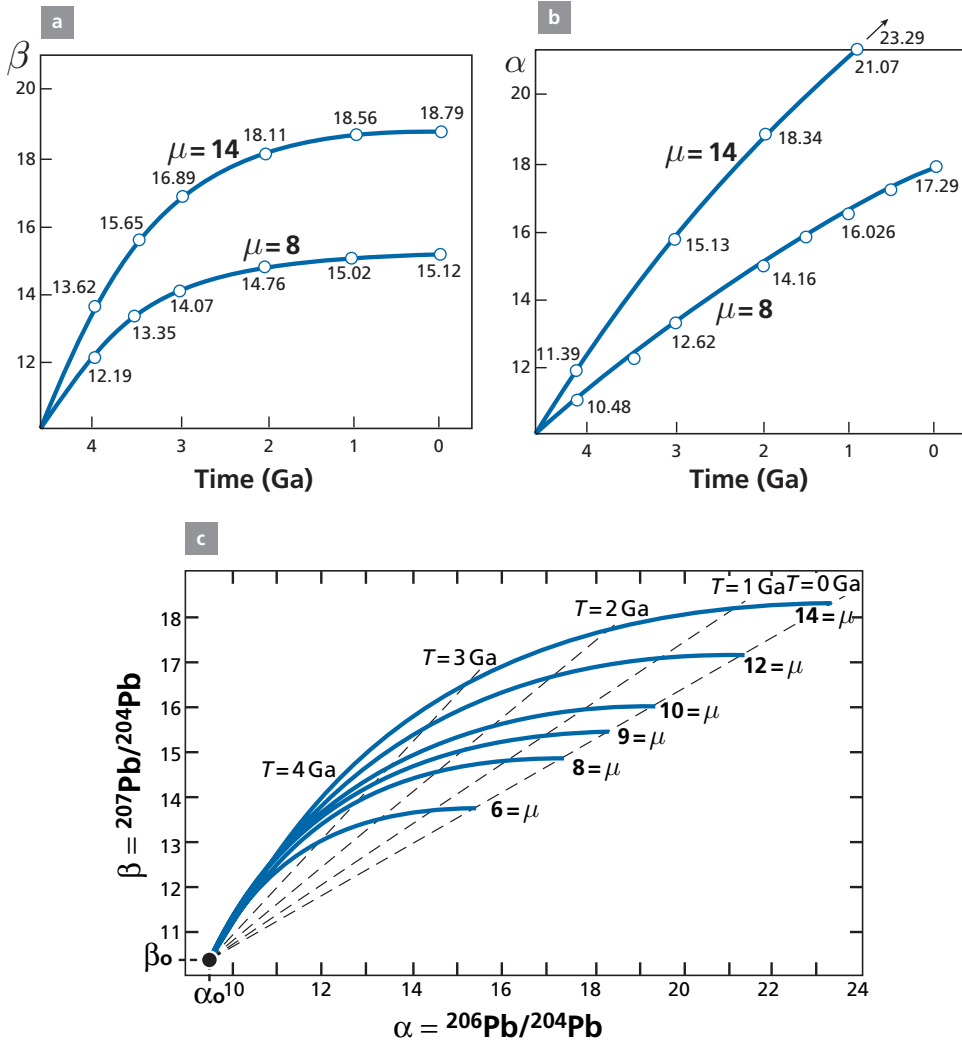 a
β
20
18
16
14
12
18.79
18.56
18.11
μ = 14
16.89
15.65
13.62
μ = 8
15.12
15.02
14.76
14.07
13.35
12.19
4 3 2 1 0
Time (Ga)
b
α
20
18
16
14
12
23.29
21.07
18.34
μ = 14
15.13
11.39
17.29
16.026
14.16
μ = 8
12.62
10.48
4 3 2 1 0
Time (Ga)
c
β = ²⁰⁷Pb/²⁰⁴Pb
18
17
16
15
14
13
12
11
βo
T = 4 Ga
T = 3 Ga
T = 2 Ga
T = 1 Ga T = 0 Ga
14 = μ
12 = μ
10 = μ
9 = μ
8 = μ
6 = μ
αo 10 12 14 16 18 20 22 24
α = ²⁰⁶Pb/²⁰⁴Pb